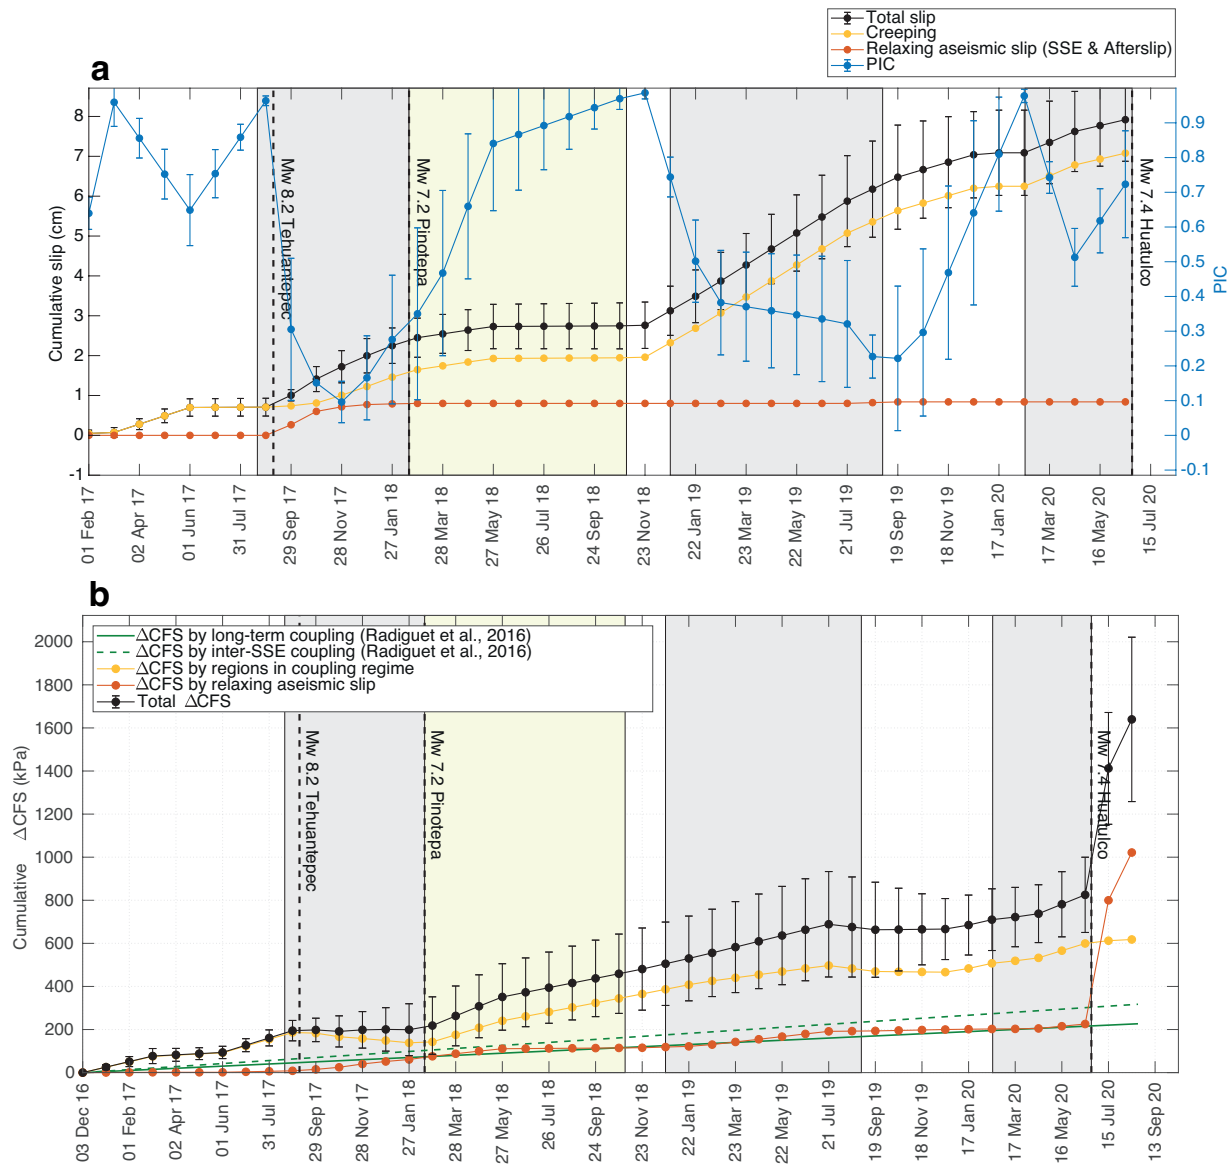 Total slip
Creeping
Relaxing aseismic slip (SSE & Afterslip)
PIC
a
8
7
6
5
4
3
2
1
0
-1
Cumulative slip (cm)
0.9
0.8
0.7
0.6
0.5
0.4
0.3
0.2
0.1
0
-0.1
PIC
Mw 8.2 Tehuantepec
Mw 7.2 Pinotepa
Mw 7.4 Huatulco
01 Feb 17
02 Apr 17
01 Jun 17
31 Jul 17
29 Sep 17
28 Nov 17
27 Jan 18
28 Mar 18
27 May 18
26 Jul 18
24 Sep 18
23 Nov 18
22 Jan 19
23 Mar 19
22 May 19
21 Jul 19
19 Sep 19
18 Nov 19
17 Jan 20
17 Mar 20
16 May 20
15 Jul 20
b
ΔCFS by long-term coupling (Radiguet et al., 2016)
ΔCFS by inter-SSE coupling (Radiguet et al., 2016)
ΔCFS by regions in coupling regime
ΔCFS by relaxing aseismic slip
Total ΔCFS
2000
1800
1600
1400
1200
1000
800
600
400
200
0
Cumulative ΔCFS (kPa)
Mw 8.2 Tehuantepec
Mw 7.2 Pinotepa
Mw 7.4 Huatulco
03 Dec 16
01 Feb 17
02 Apr 17
01 Jun 17
31 Jul 17
29 Sep 17
28 Nov 17
27 Jan 18
28 Mar 18
27 May 18
26 Jul 18
24 Sep 18
23 Nov 18
22 Jan 19
23 Mar 19
22 May 19
21 Jul 19
19 Sep 19
18 Nov 19
17 Jan 20
17 Mar 20
16 May 20
15 Jul 20
13 Sep 20